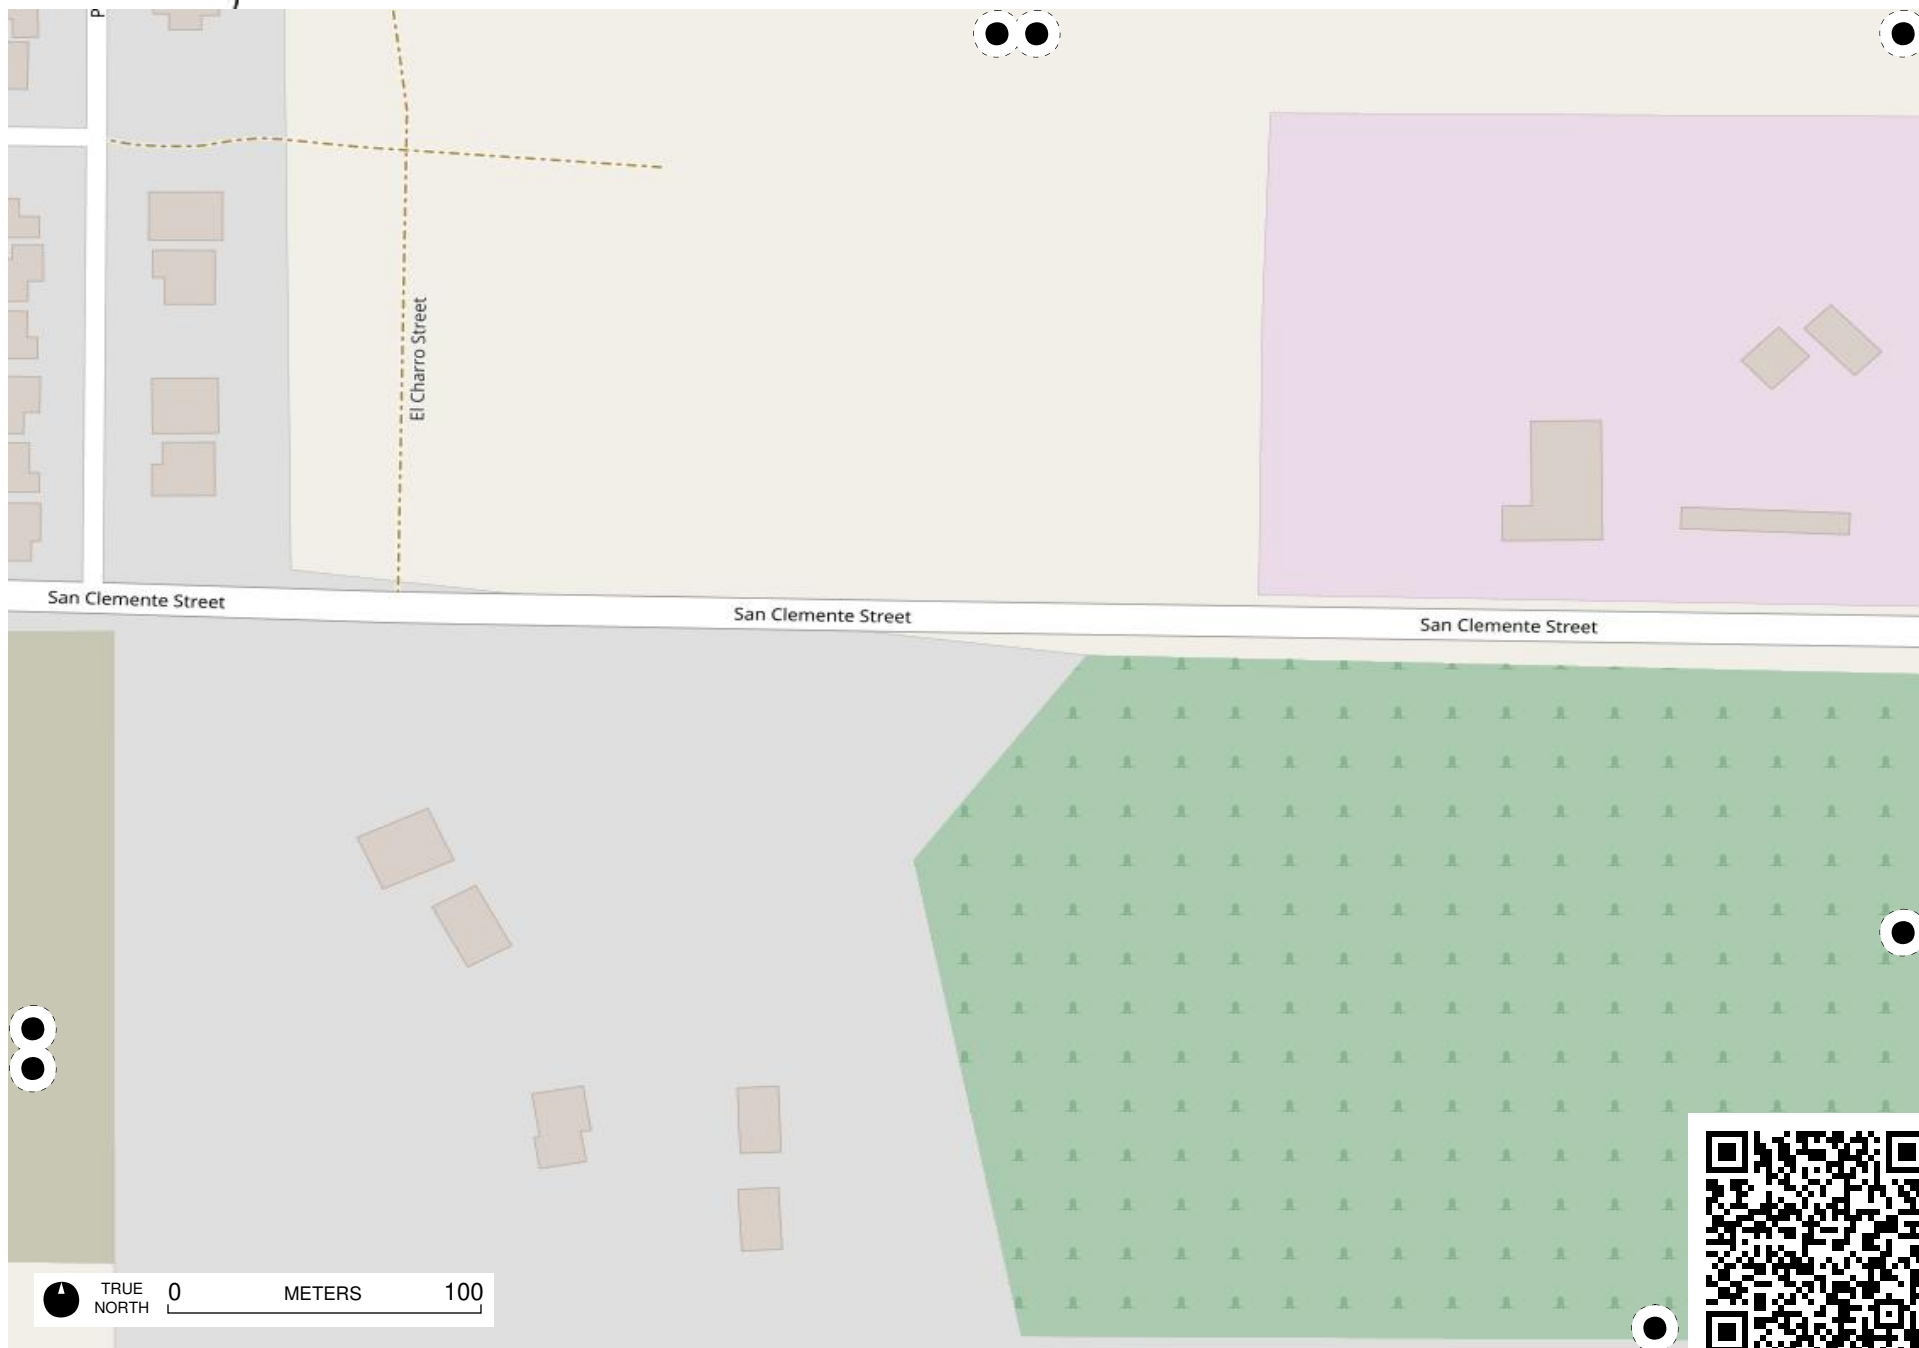 P
El Charro Street
San Clemente Street
San Clemente Street
San Clemente Street
TRUE
NORTH
0 METERS 100